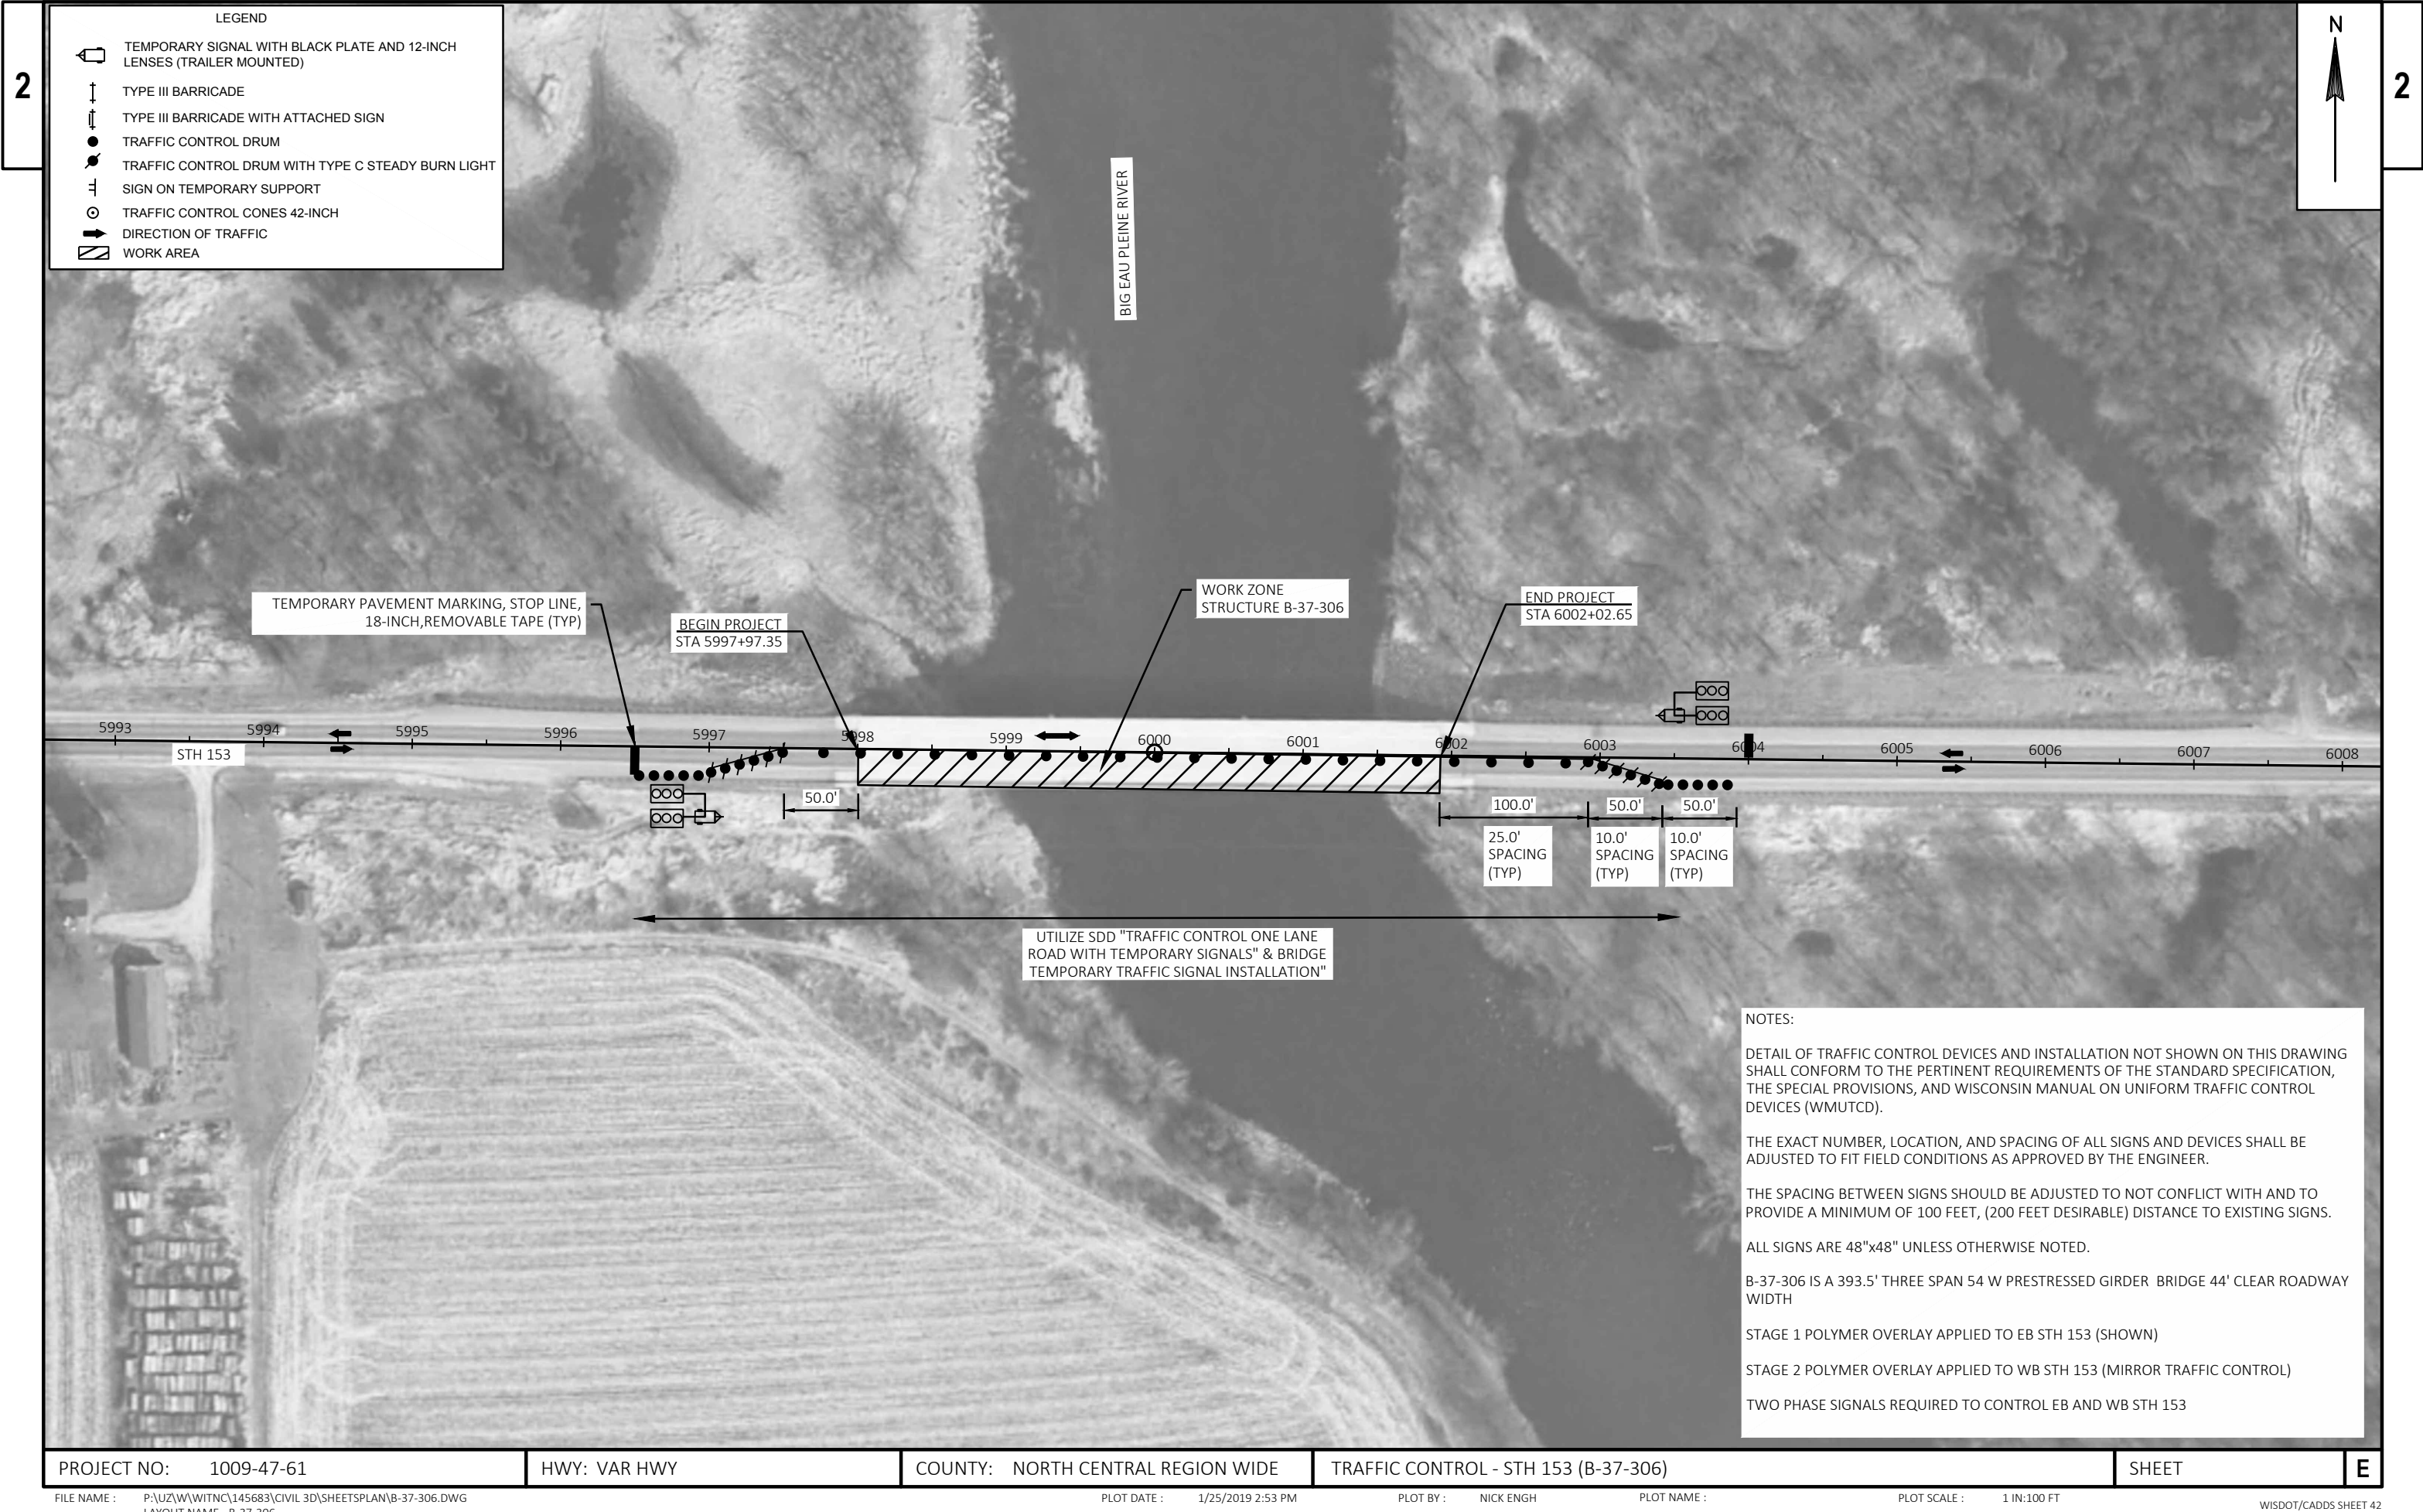 2
LEGEND
TEMPORARY SIGNAL WITH BLACK PLATE AND 12-INCH
LENSES (TRAILER MOUNTED)
TYPE III BARRICADE
TYPE III BARRICADE WITH ATTACHED SIGN
TRAFFIC CONTROL DRUM
TRAFFIC CONTROL DRUM WITH TYPE C STEADY BURN LIGHT
SIGN ON TEMPORARY SUPPORT
TRAFFIC CONTROL CONES 42-INCH
DIRECTION OF TRAFFIC
WORK AREA
N
2
BIG EAU PLEINE RIVER
TEMPORARY PAVEMENT MARKING, STOP LINE,
18-INCH,REMOVABLE TAPE (TYP)
BEGIN PROJECT
STA 5997+97.35
WORK ZONE
STRUCTURE B-37-306
END PROJECT
STA 6002+02.65
5993 5994 5995 5996 5997 5998 5999 6000 6001 6002 6003 6004 6005 6006 6007 6008
STH 153
50.0'
100.0' 50.0' 50.0'
25.0'
SPACING
(TYP)
10.0'
SPACING
(TYP)
10.0'
SPACING
(TYP)
UTILIZE SDD "TRAFFIC CONTROL ONE LANE
ROAD WITH TEMPORARY SIGNALS" & BRIDGE
TEMPORARY TRAFFIC SIGNAL INSTALLATION"
NOTES:
DETAIL OF TRAFFIC CONTROL DEVICES AND INSTALLATION NOT SHOWN ON THIS DRAWING
SHALL CONFORM TO THE PERTINENT REQUIREMENTS OF THE STANDARD SPECIFICATION,
THE SPECIAL PROVISIONS, AND WISCONSIN MANUAL ON UNIFORM TRAFFIC CONTROL
DEVICES (WMUTCD).
THE EXACT NUMBER, LOCATION, AND SPACING OF ALL SIGNS AND DEVICES SHALL BE
ADJUSTED TO FIT FIELD CONDITIONS AS APPROVED BY THE ENGINEER.
THE SPACING BETWEEN SIGNS SHOULD BE ADJUSTED TO NOT CONFLICT WITH AND TO
PROVIDE A MINIMUM OF 100 FEET, (200 FEET DESIRABLE) DISTANCE TO EXISTING SIGNS.
ALL SIGNS ARE 48"x48" UNLESS OTHERWISE NOTED.
B-37-306 IS A 393.5' THREE SPAN 54 W PRESTRESSED GIRDER BRIDGE 44' CLEAR ROADWAY
WIDTH
STAGE 1 POLYMER OVERLAY APPLIED TO EB STH 153 (SHOWN)
STAGE 2 POLYMER OVERLAY APPLIED TO WB STH 153 (MIRROR TRAFFIC CONTROL)
TWO PHASE SIGNALS REQUIRED TO CONTROL EB AND WB STH 153
PROJECT NO: 1009-47-61 HWY: VAR HWY COUNTY: NORTH CENTRAL REGION WIDE TRAFFIC CONTROL - STH 153 (B-37-306) SHEET E
FILE NAME : P:\UZ\W\WITNC\145683\CIVIL 3D\SHEETSPLAN\B-37-306.DWG PLOT DATE : 1/25/2019 2:53 PM PLOT BY : NICK ENGH PLOT NAME : PLOT SCALE : 1 IN:100 FT WISDOT/CADDS SHEET 42
LAYOUT NAME - B-37-306